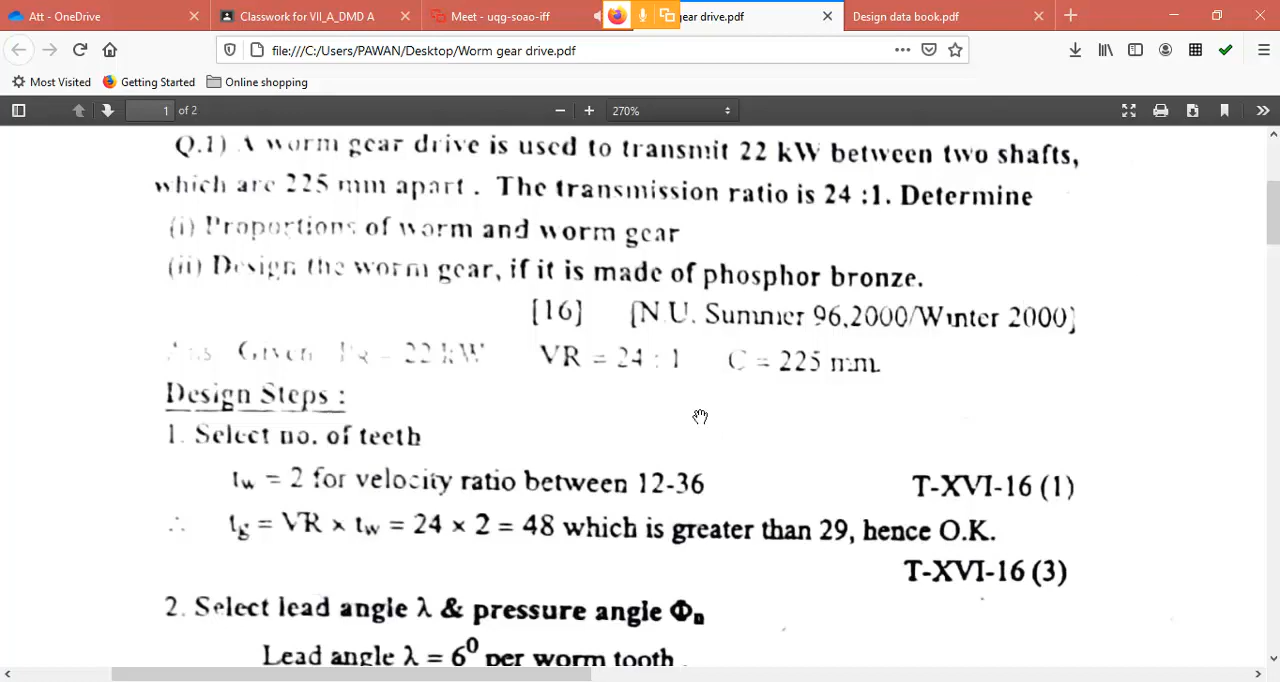 Att - OneDrive
Classwork for VII_A_DMD A
Meet - uqg-soao-iff
gear drive.pdf
Design data book.pdf
file:///C:/Users/PAWAN/Desktop/Worm gear drive.pdf
Most Visited
Getting Started
Online shopping
1 of 2
270%
Q.1) A worm gear drive is used to transmit 22 kW between two shafts,
which are 225 mm apart . The transmission ratio is 24 :1. Determine
(i) Proportions of worm and worm gear
(ii) Design the worm gear, if it is made of phosphor bronze.
[16] [N.U. Summer 96,2000/Winter 2000]
Given = 22 kW VR = 24 : 1 C = 225 mm.
Design Steps :
1. Select no. of teeth
tw = 2 for velocity ratio between 12-36 T-XVI-16 (1)
∴ tg = VR × tw = 24 × 2 = 48 which is greater than 29, hence O.K.
T-XVI-16 (3)
2. Select lead angle λ & pressure angle Φn
Lead angle λ = 6⁰ per worm tooth